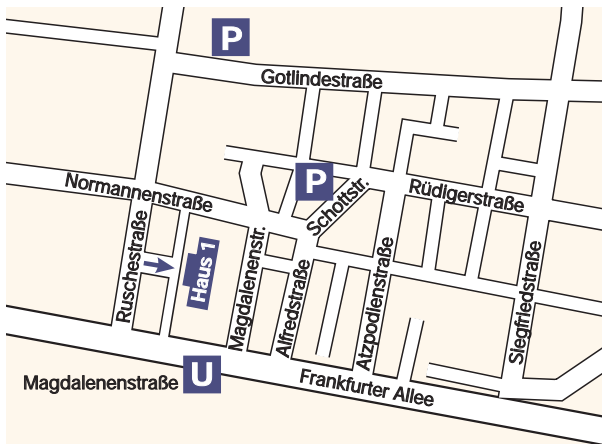 P
Gotlindestraße
P
Normannenstraße
Rüdigerstraße
Schottstr.
Ruschestraße
Haus 1
Magdalenenstr.
Alfredstraße
Atzpodienstraße
Siegfriedstraße
Magdalenenstraße U
Frankfurter Allee